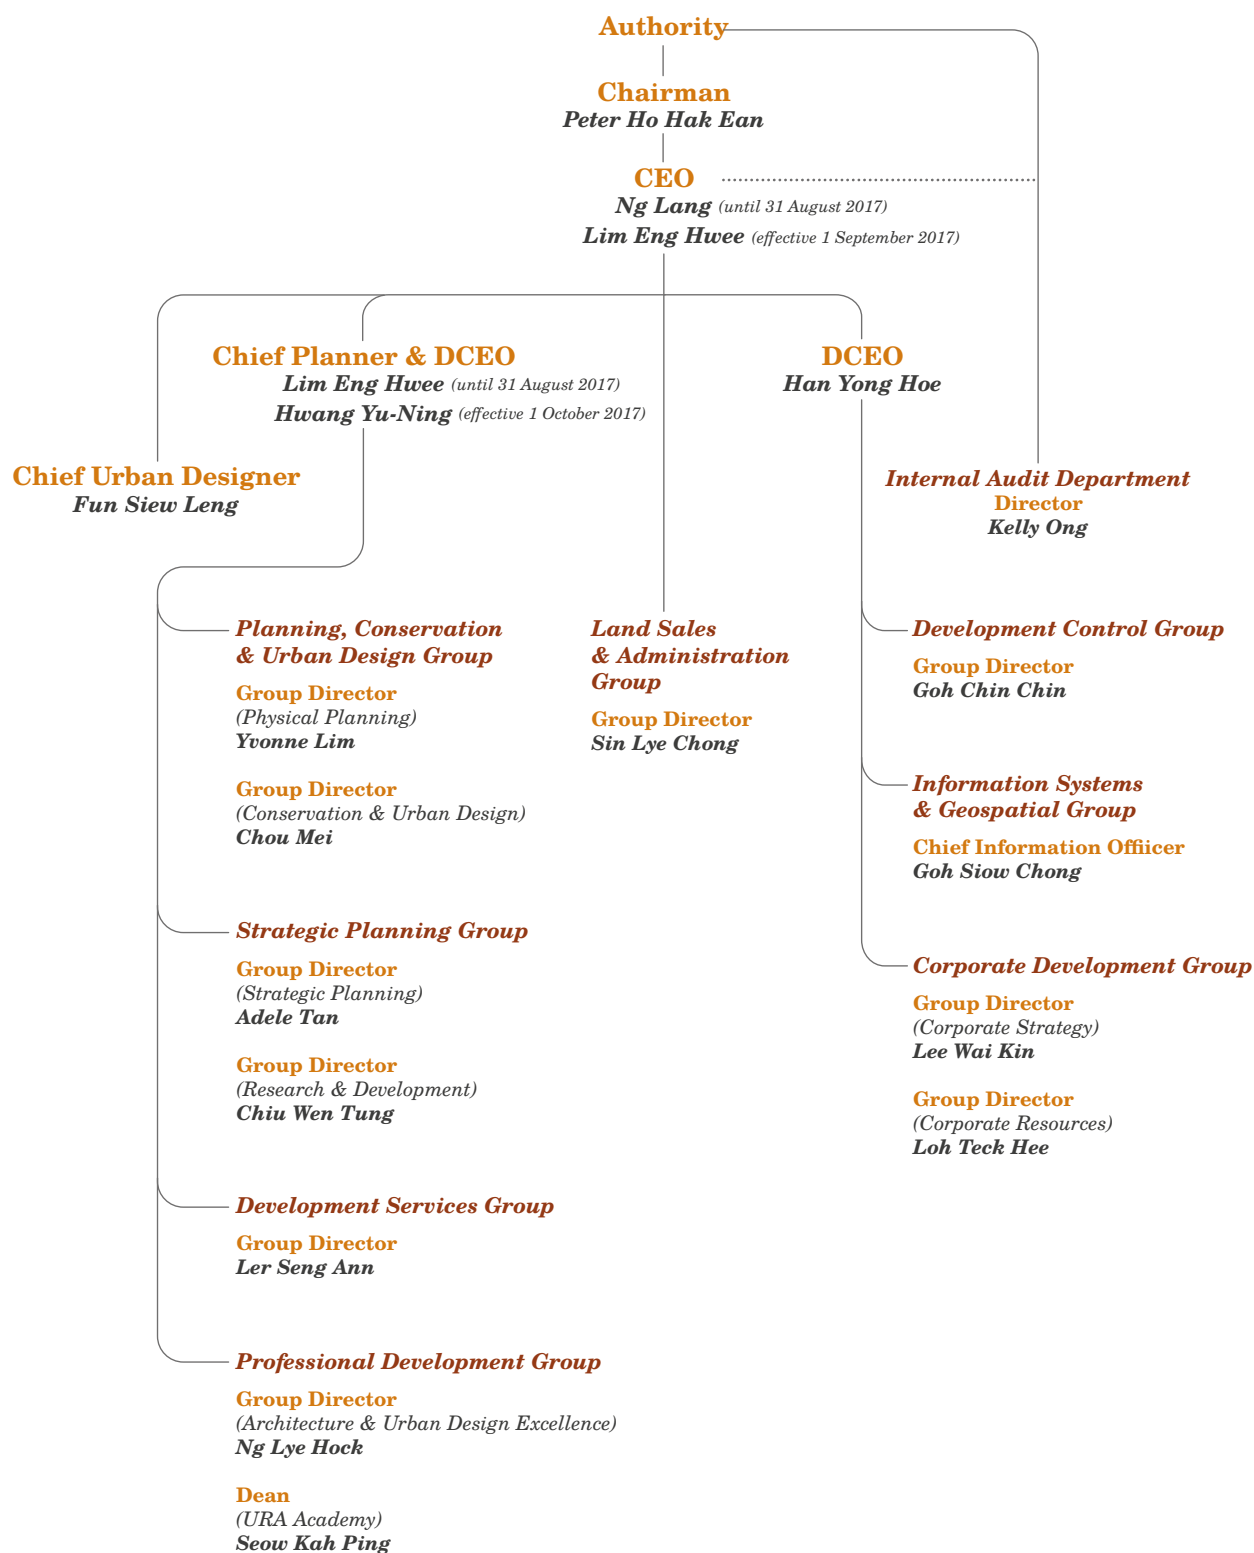 Authority
Chairman
Peter Ho Hak Ean
CEO
Ng Lang (until 31 August 2017)
Lim Eng Hwee (effective 1 September 2017)
Chief Planner & DCEO
Lim Eng Hwee (until 31 August 2017)
Hwang Yu-Ning (effective 1 October 2017)
DCEO
Han Yong Hoe
Chief Urban Designer
Fun Siew Leng
Internal Audit Department
Director
Kelly Ong
Planning, Conservation
& Urban Design Group
Group Director
(Physical Planning)
Yvonne Lim
Group Director
(Conservation & Urban Design)
Chou Mei
Strategic Planning Group
Group Director
(Strategic Planning)
Adele Tan
Group Director
(Research & Development)
Chiu Wen Tung
Development Services Group
Group Director
Ler Seng Ann
Professional Development Group
Group Director
(Architecture & Urban Design Excellence)
Ng Lye Hock
Dean
(URA Academy)
Seow Kah Ping
Land Sales
& Administration
Group
Group Director
Sin Lye Chong
Development Control Group
Group Director
Goh Chin Chin
Information Systems
& Geospatial Group
Chief Information Offiicer
Goh Siow Chong
Corporate Development Group
Group Director
(Corporate Strategy)
Lee Wai Kin
Group Director
(Corporate Resources)
Loh Teck Hee